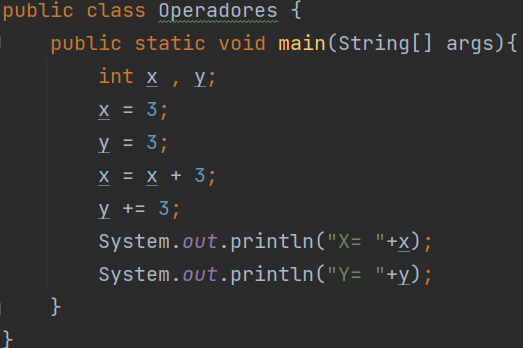 public class Operadores {
public static void main(String[] args){
int x , y;
x = 3;
y = 3;
x = x + 3;
y += 3;
System.out.println("X= "+x);
System.out.println("Y= "+y);
}
}